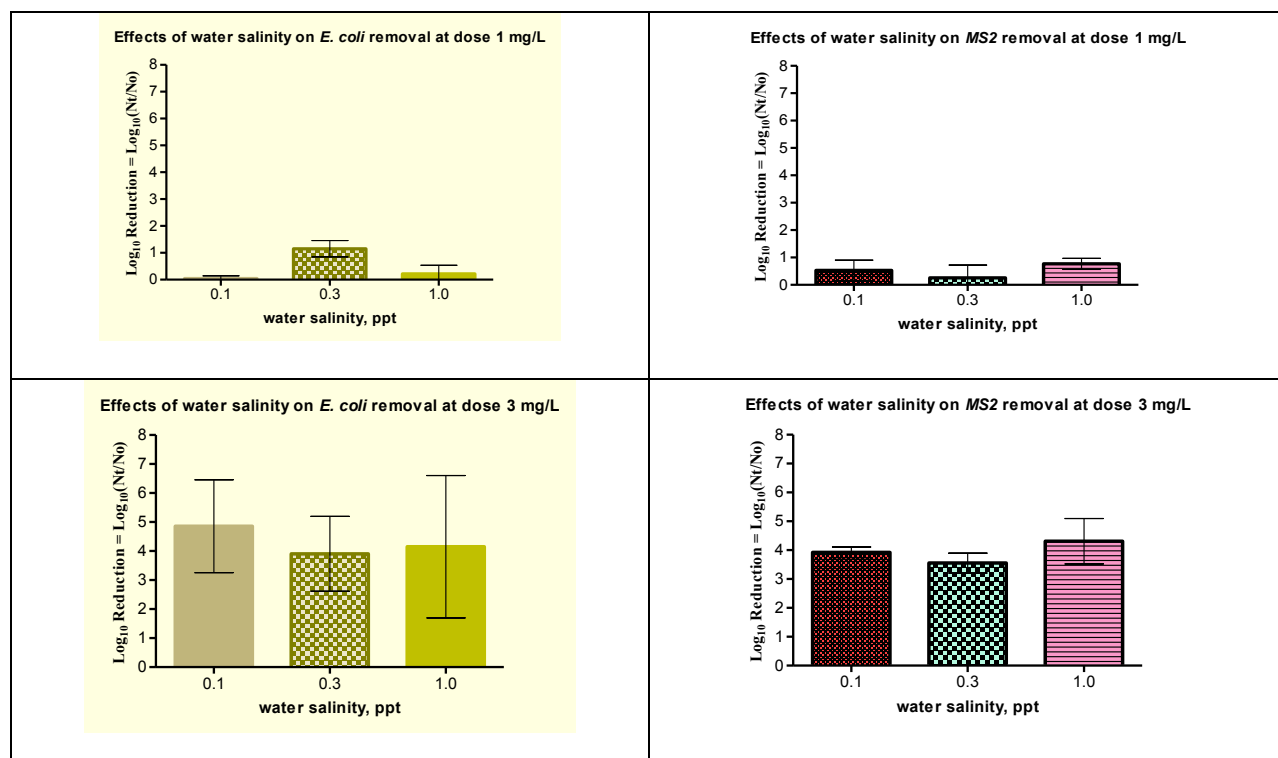 Effects of water salinity on E. coli removal at dose 1 mg/L
Log10 Reduction = Log10(Nt/No)
8
7
6
5
4
3
2
1
0
0.1 0.3 1.0
water salinity, ppt
Effects of water salinity on MS2 removal at dose 1 mg/L
Log10 Reduction = Log10(Nt/No)
8
7
6
5
4
3
2
1
0
0.1 0.3 1.0
water salinity, ppt
Effects of water salinity on E. coli removal at dose 3 mg/L
Log10 Reduction = Log10(Nt/No)
8
7
6
5
4
3
2
1
0
0.1 0.3 1.0
water salinity, ppt
Effects of water salinity on MS2 removal at dose 3 mg/L
Log10 Reduction = Log10(Nt/No)
8
7
6
5
4
3
2
1
0
0.1 0.3 1.0
water salinity, ppt